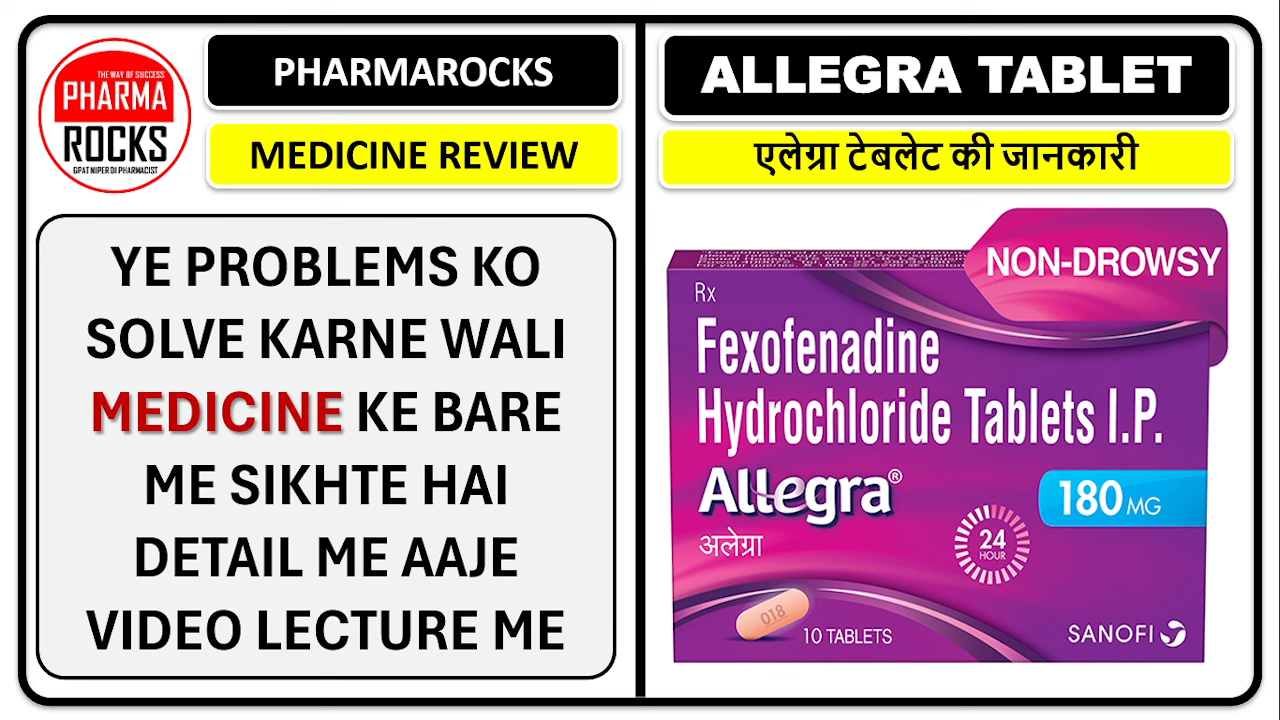 THE WAY OF SUCCESS
PHARMA
ROCKS
GPAT NIPER DI PHARMACIST
PHARMAROCKS
MEDICINE REVIEW
YE PROBLEMS KO
SOLVE KARNE WALI
MEDICINE KE BARE
ME SIKHTE HAI
DETAIL ME AAJE
VIDEO LECTURE ME
ALLEGRA TABLET
एलेग्रा टेबलेट की जानकारी
NON-DROWSY
Rx
Fexofenadine
Hydrochloride Tablets I.P.
Allegra®
180 MG
अलेग्रा
24
HOUR
018
10 TABLETS
SANOFI